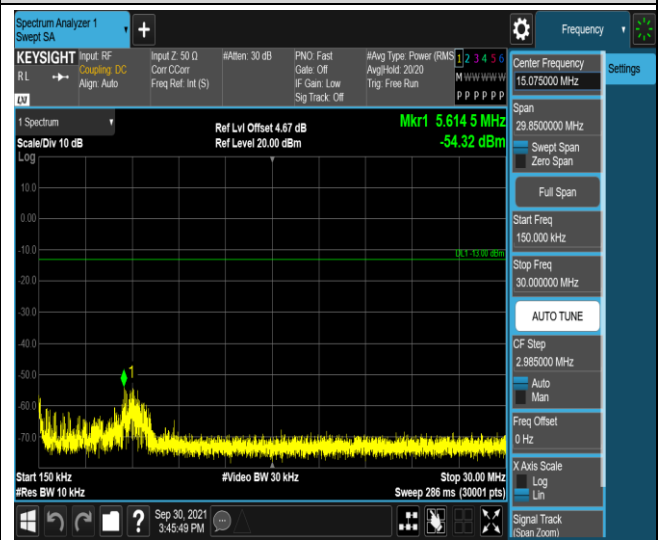 Spectrum Analyzer 1
Swept SA
Frequency
KEYSIGHT
RL
LXI
Input: RF
Coupling: DC
Align: Auto
Input Z: 50 Ω
Corr CCorr
Freq Ref: Int (S)
#Atten: 30 dB
PNO: Fast
Gate: Off
IF Gain: Low
Sig Track: Off
#Avg Type: Power (RMS
Avg|Hold: 20/20
Trig: Free Run
1 2 3 4 5 6
M W W W W W
P P P P P P
1 Spectrum
Scale/Div 10 dB
Log
Ref Lvl Offset 4.67 dB
Ref Level 20.00 dBm
Mkr1 5.614 5 MHz
-54.32 dBm
10.0
0.00
-10.0
DL1 -13.00 dBm
-20.0
-30.0
-40.0
-50.0
1
-60.0
-70.0
Start 150 kHz
#Res BW 10 kHz
#Video BW 30 kHz
Stop 30.00 MHz
Sweep 286 ms (30001 pts)
Sep 30, 2021
3:45:49 PM
Center Frequency
15.075000 MHz
Settings
Span
29.8500000 MHz
Swept Span
Zero Span
Full Span
Start Freq
150.000 kHz
Stop Freq
30.000000 MHz
AUTO TUNE
CF Step
2.985000 MHz
Auto
Man
Freq Offset
0 Hz
X Axis Scale
Log
Lin
Signal Track
(Span Zoom)